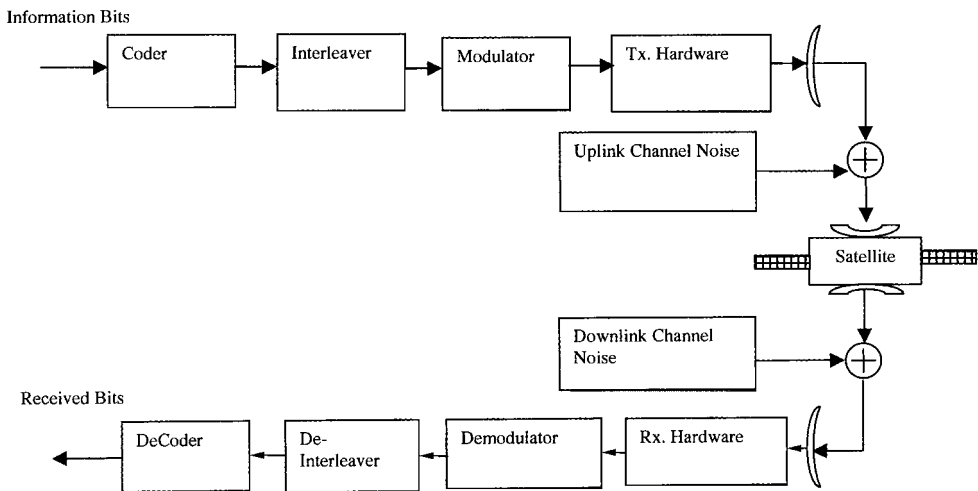 Information Bits
Coder
Interleaver
Modulator
Tx. Hardware
Uplink Channel Noise
Satellite
Downlink Channel
Noise
Received Bits
DeCoder
De-
Interleaver
Demodulator
Rx. Hardware